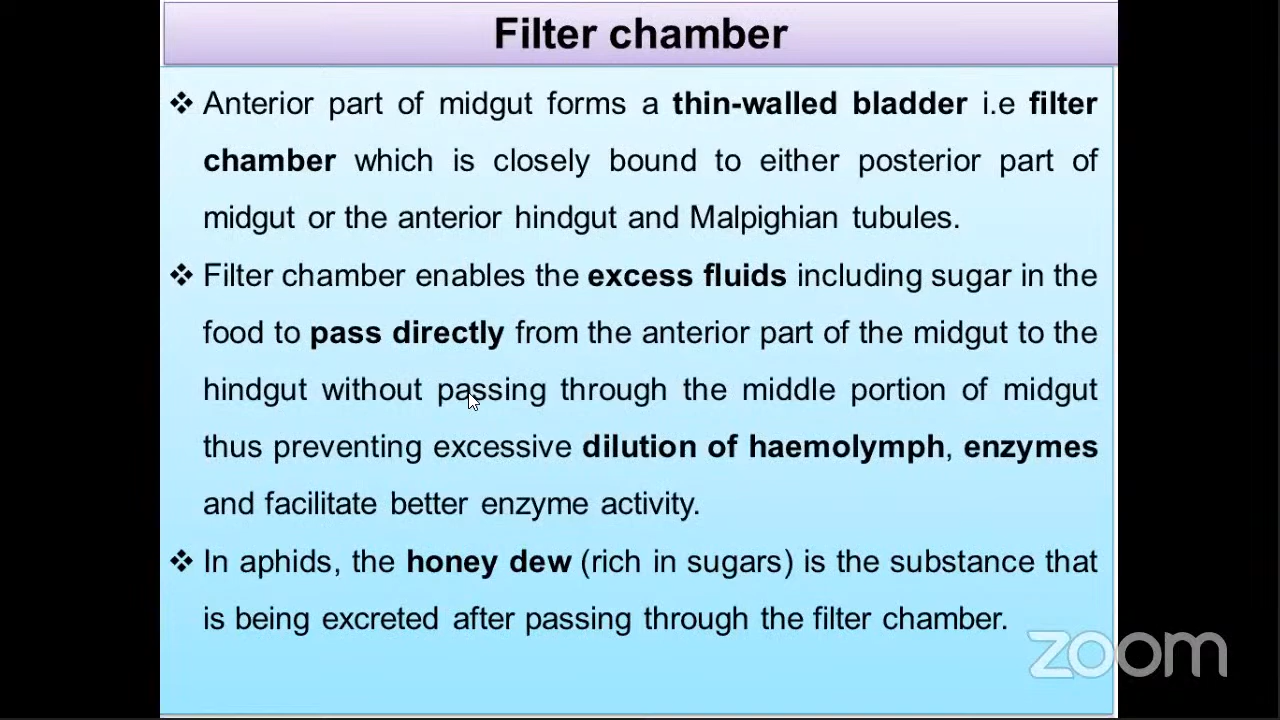 Filter chamber
❖ Anterior part of midgut forms a thin-walled bladder i.e filter
chamber which is closely bound to either posterior part of
midgut or the anterior hindgut and Malpighian tubules.
❖ Filter chamber enables the excess fluids including sugar in the
food to pass directly from the anterior part of the midgut to the
hindgut without passing through the middle portion of midgut
thus preventing excessive dilution of haemolymph, enzymes
and facilitate better enzyme activity.
❖ In aphids, the honey dew (rich in sugars) is the substance that
is being excreted after passing through the filter chamber.
zoom